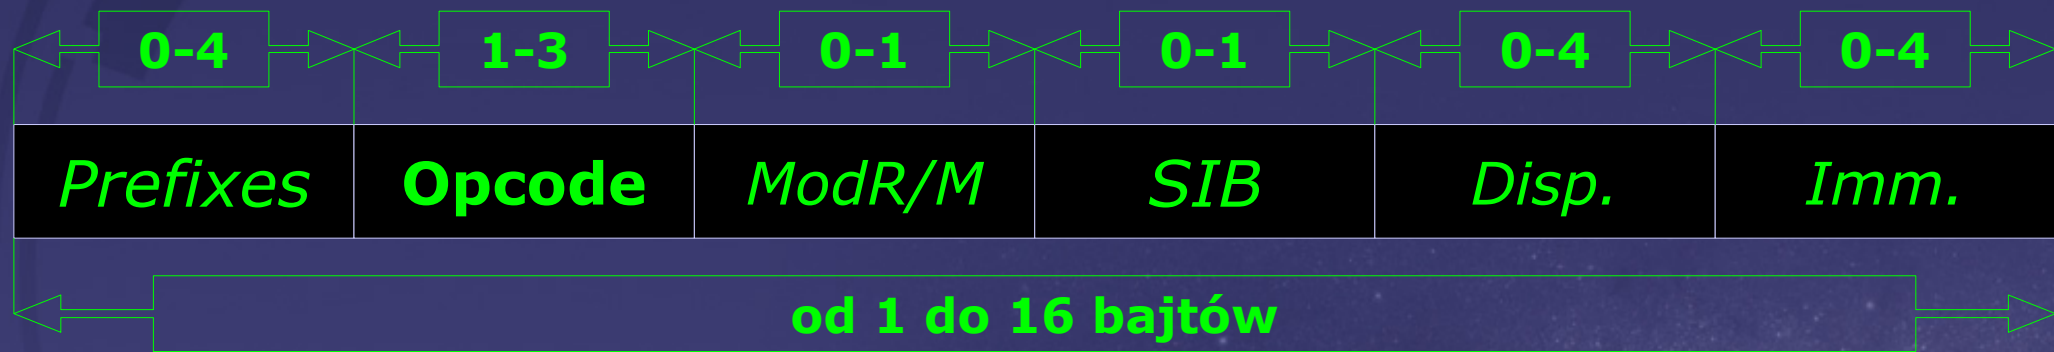 0-4 1-3 0-1 0-1 0-4 0-4
Prefixes Opcode ModR/M SIB Disp. Imm.
od 1 do 16 bajtów